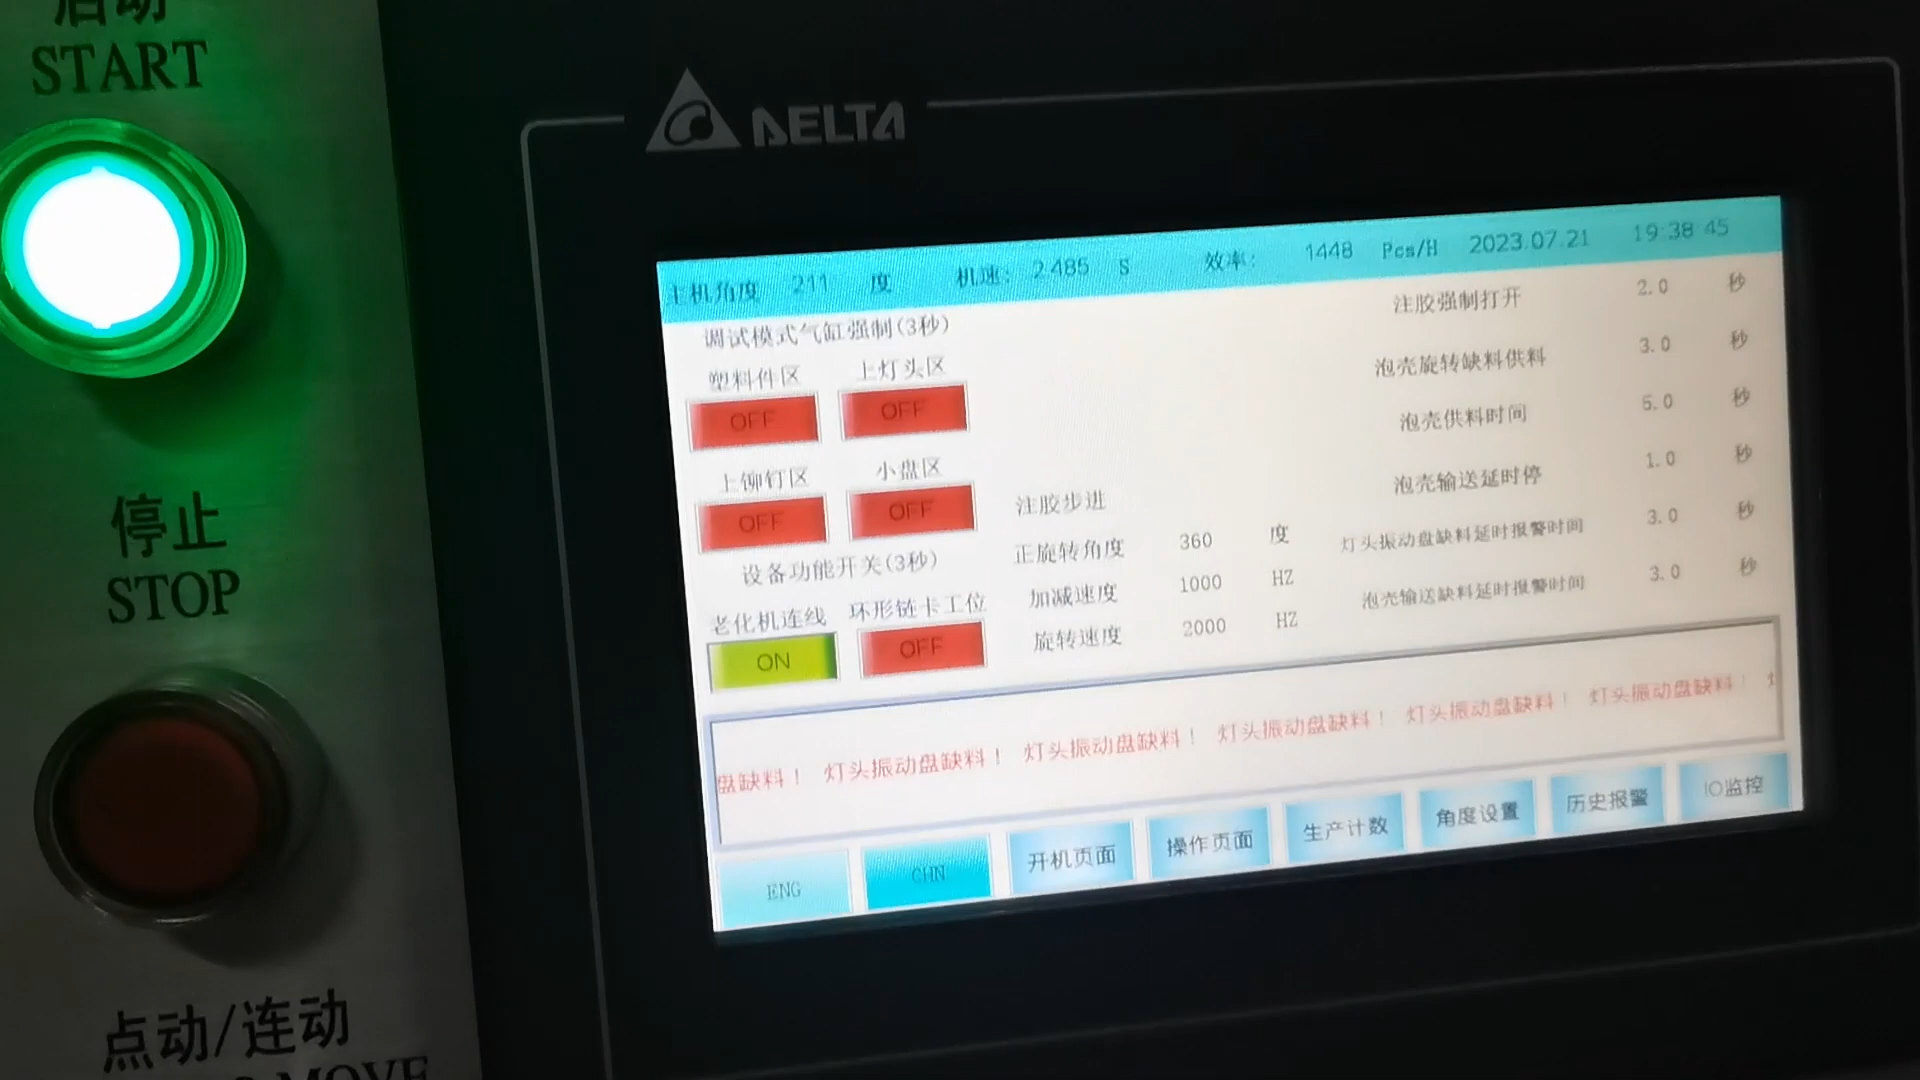 启动
START
停止
STOP
点动/连动
MOVE
DELTA
主机角度 211 度 机速: 2.485 S 效率: 1448 Pcs/H 2023.07.21 19:38 45
调试模式气缸强制(3秒)
塑料件区 上灯头区
OFF OFF
上铆钉区 小盘区
OFF OFF
设备功能开关(3秒)
老化机连线 环形链卡工位
ON OFF
注胶步进
正旋转角度 360 度
加减速度 1000 HZ
旋转速度 2000 HZ
注胶强制打开 2.0 秒
泡壳旋转缺料供料 3.0 秒
泡壳供料时间 5.0 秒
泡壳输送延时停 1.0 秒
灯头振动盘缺料延时报警时间 3.0 秒
泡壳输送缺料延时报警时间 3.0 秒
盘缺料！ 灯头振动盘缺料！ 灯头振动盘缺料！ 灯头振动盘缺料！ 灯头振动盘缺料！ 灯头振动盘缺料！
ENG CHN 开机页面 操作页面 生产计数 角度设置 历史报警 IO监控